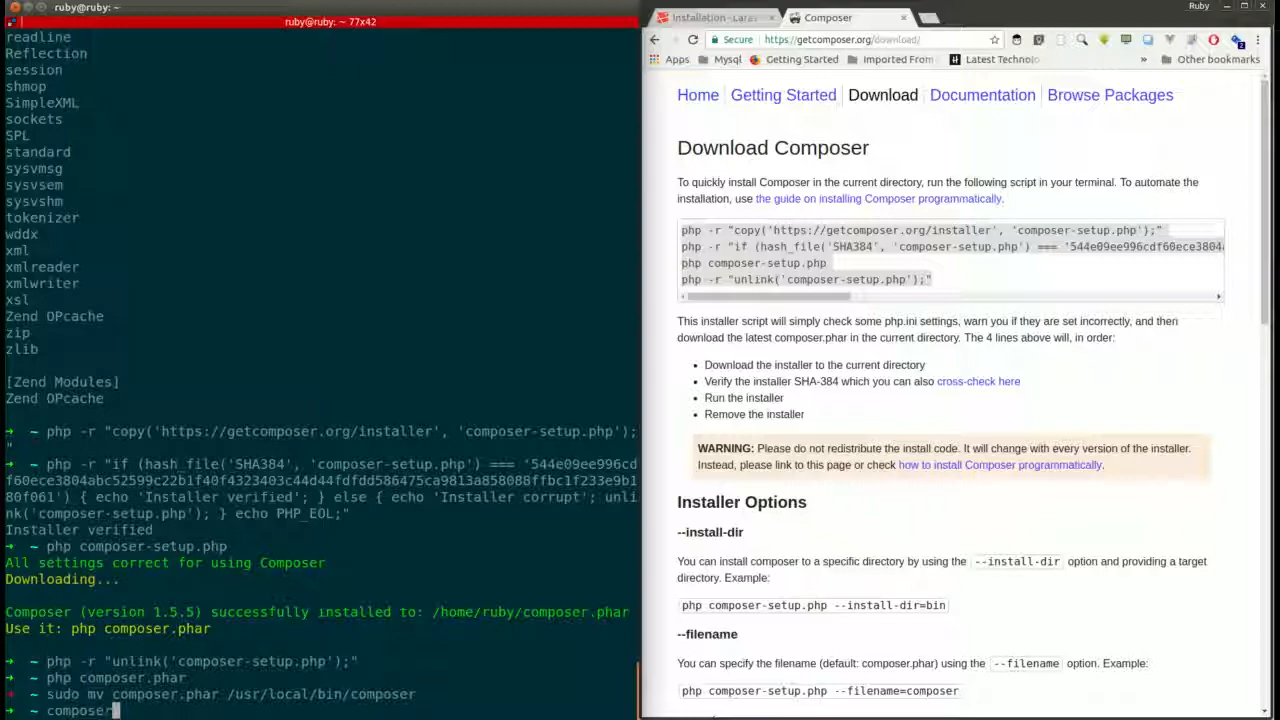 ruby@ruby: ~
ruby@ruby: ~ 77x42
readline
Reflection
session
shmop
SimpleXML
sockets
SPL
standard
sysvmsg
sysvsem
sysvshm
tokenizer
wddx
xml
xmlreader
xmlwriter
xsl
Zend OPcache
zip
zlib
[Zend Modules]
Zend OPcache
➜ ~ php -r "copy('https://getcomposer.org/installer', 'composer-setup.php');
"
➜ ~ php -r "if (hash_file('SHA384', 'composer-setup.php') === '544e09ee996cd
f60ece3804abc52599c22b1f40f4323403c44d44fdfdd586475ca9813a858088ffbc1f233e9b1
80f061') { echo 'Installer verified'; } else { echo 'Installer corrupt'; unli
nk('composer-setup.php'); } echo PHP_EOL;"
Installer verified
➜ ~ php composer-setup.php
All settings correct for using Composer
Downloading...
Composer (version 1.5.5) successfully installed to: /home/ruby/composer.phar
Use it: php composer.phar
➜ ~ php -r "unlink('composer-setup.php');"
➜ ~ php composer.phar
➜ ~ sudo mv composer.phar /usr/local/bin/composer
➜ ~ composer
Installation - Lara
Composer
Ruby
Secure
https://getcomposer.org/download/
Apps
Mysql
Getting Started
Imported From
Latest Technolo
»
Other bookmarks
Home
Getting Started
Download
Documentation
Browse Packages
Download Composer
To quickly install Composer in the current directory, run the following script in your terminal. To automate the
installation, use the guide on installing Composer programmatically.
php -r "copy('https://getcomposer.org/installer', 'composer-setup.php');"
php -r "if (hash_file('SHA384', 'composer-setup.php') === '544e09ee996cdf60ece3804a
php composer-setup.php
php -r "unlink('composer-setup.php');"
This installer script will simply check some php.ini settings, warn you if they are set incorrectly, and then
download the latest composer.phar in the current directory. The 4 lines above will, in order:
• Download the installer to the current directory
• Verify the installer SHA-384 which you can also cross-check here
• Run the installer
• Remove the installer
WARNING: Please do not redistribute the install code. It will change with every version of the installer.
Instead, please link to this page or check how to install Composer programmatically.
Installer Options
--install-dir
You can install composer to a specific directory by using the --install-dir option and providing a target
directory. Example:
php composer-setup.php --install-dir=bin
--filename
You can specify the filename (default: composer.phar) using the --filename option. Example:
php composer-setup.php --filename=composer